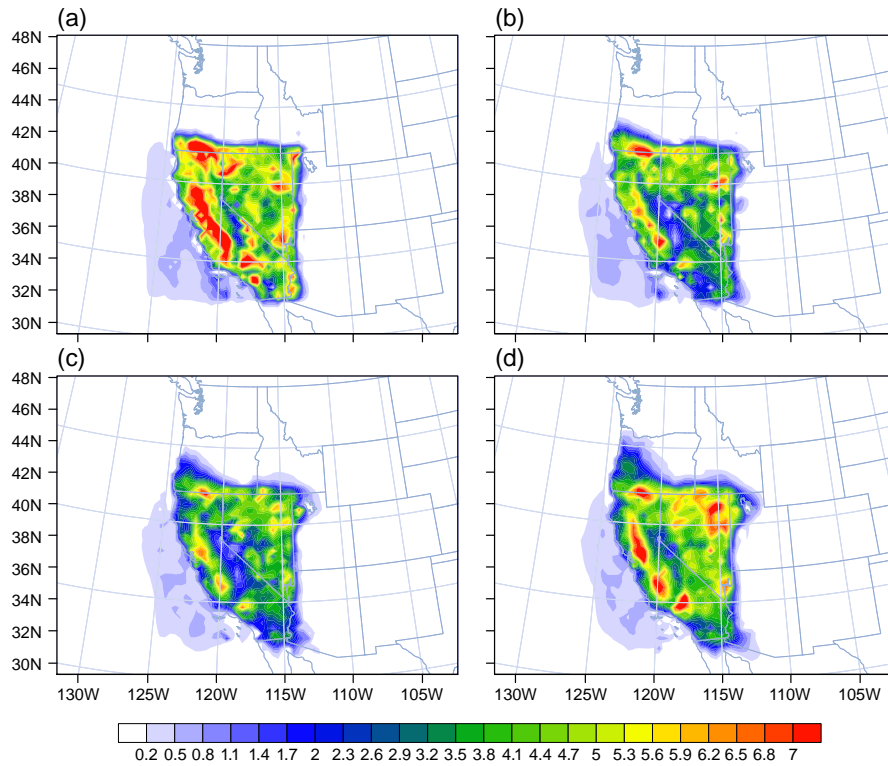 (a) (b)
48N
46N
44N
42N
40N
38N
36N
34N
32N
30N
(c) (d)
48N
46N
44N
42N
40N
38N
36N
34N
32N
30N
130W 125W 120W 115W 110W 105W 130W 125W 120W 115W 110W 105W
0.2 0.5 0.8 1.1 1.4 1.7 2 2.3 2.6 2.9 3.2 3.5 3.8 4.1 4.4 4.7 5 5.3 5.6 5.9 6.2 6.5 6.8 7